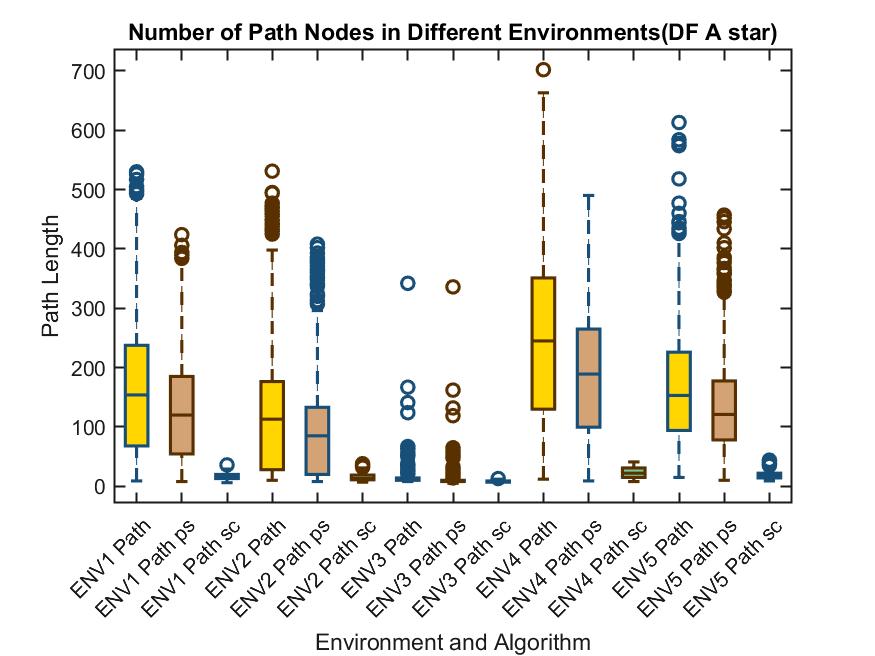 Number of Path Nodes in Different Environments(DF A star)
Path Length
700
600
500
400
300
200
100
0
ENV1 Path
ENV1 Path ps
ENV1 Path sc
ENV2 Path
ENV2 Path ps
ENV2 Path sc
ENV3 Path
ENV3 Path ps
ENV3 Path sc
ENV4 Path
ENV4 Path ps
ENV4 Path sc
ENV5 Path
ENV5 Path ps
ENV5 Path sc
Environment and Algorithm